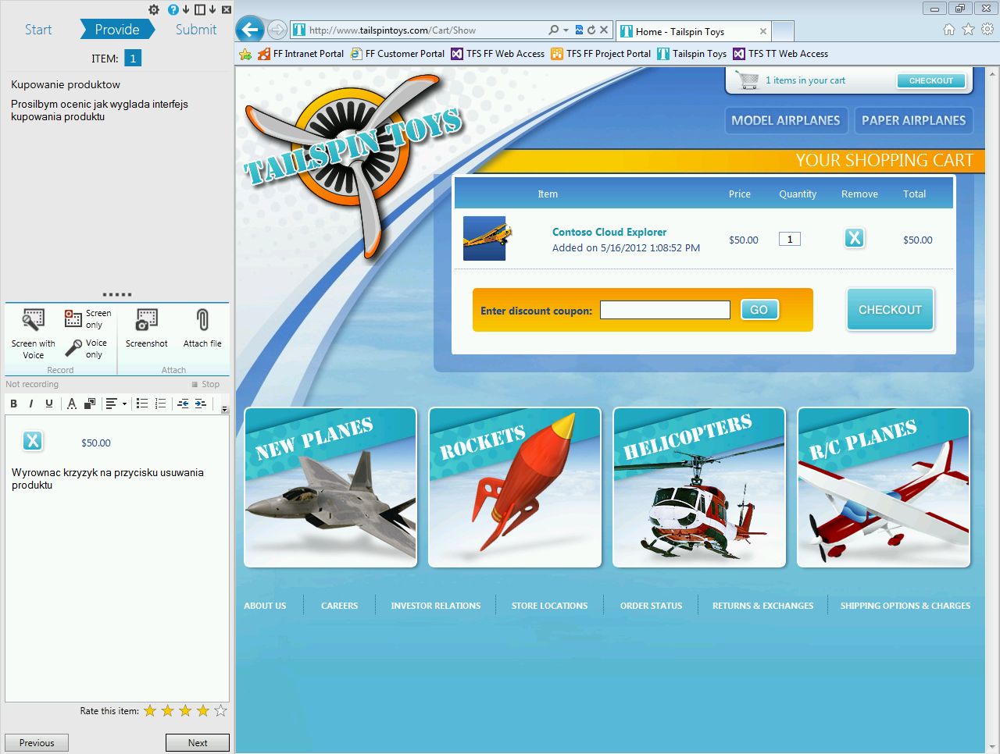 Start
Provide
Submit
ITEM: 1
Kupowanie produktow
Prosilbym ocenic jak wyglada interfejs
kupowania produktu
Screen with
Voice
Screen
only
Voice
only
Record
Screenshot
Attach file
Attach
Not recording
Stop
B I U A
X
$50.00
Wyrownac krzyzyk na przycisku usuwania
produktu
Rate this item:
Previous
Next
http://www.tailspintoys.com/Cart/Show
Home - Tailspin Toys
FF Intranet Portal
FF Customer Portal
TFS FF Web Access
TFS FF Project Portal
Tailspin Toys
TFS TT Web Access
TAILSPIN TOYS
1 items in your cart
CHECKOUT
MODEL AIRPLANES
PAPER AIRPLANES
YOUR SHOPPING CART
Item Price Quantity Remove Total
Contoso Cloud Explorer
Added on 5/16/2012 1:08:52 PM
$50.00 1 X $50.00
Enter discount coupon:
GO
CHECKOUT
NEW PLANES
ROCKETS
HELICOPTERS
R/C PLANES
ABOUT US
CAREERS
INVESTOR RELATIONS
STORE LOCATIONS
ORDER STATUS
RETURNS & EXCHANGES
SHIPPING OPTIONS & CHARGES